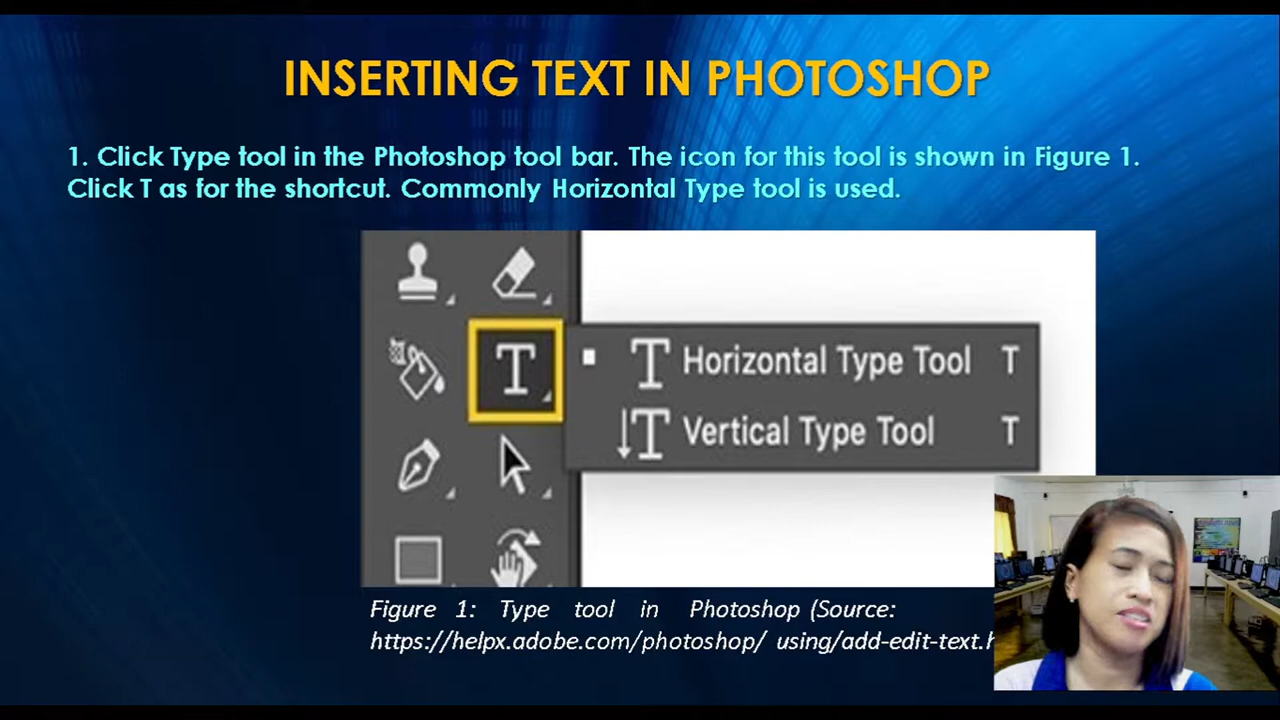 INSERTING TEXT IN PHOTOSHOP
1. Click Type tool in the Photoshop tool bar. The icon for this tool is shown in Figure 1.
Click T as for the shortcut. Commonly Horizontal Type tool is used.
T
T Horizontal Type Tool T
T Vertical Type Tool T
Figure 1: Type tool in Photoshop (Source:
https://helpx.adobe.com/photoshop/ using/add-edit-text.